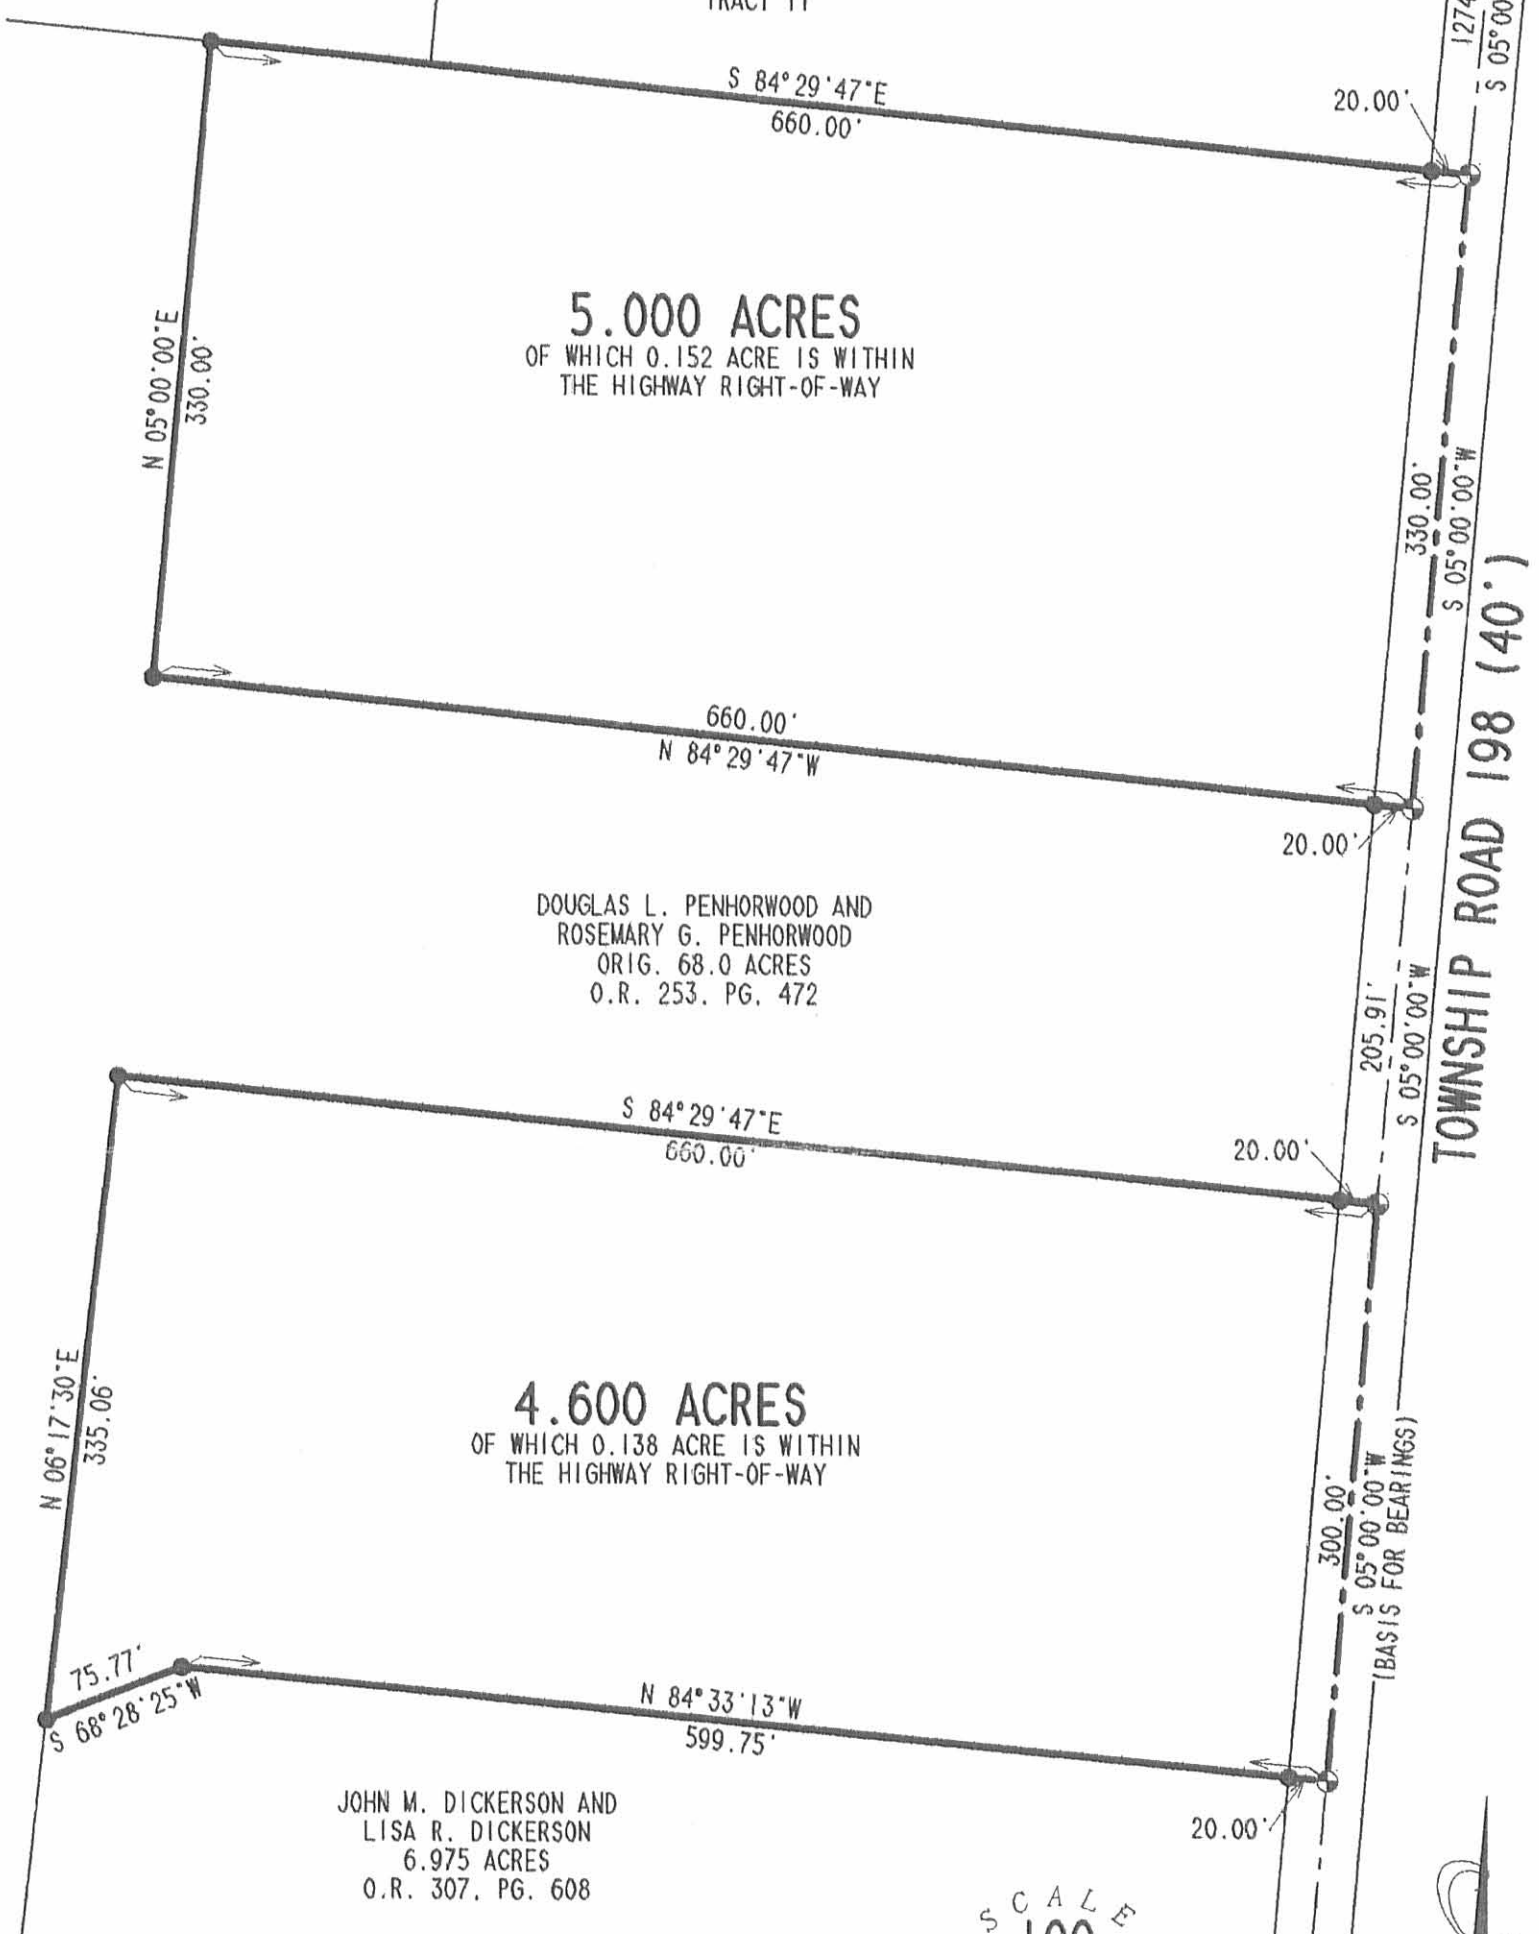 TRACT 11
1274
S 05°00
S 84°29'47"E
660.00'
20.00'
5.000 ACRES
OF WHICH 0.152 ACRE IS WITHIN
THE HIGHWAY RIGHT-OF-WAY
N 05°00'00"E
330.00'
330.00'
S 05°00'00"W
660.00'
N 84°29'47"W
20.00'
TOWNSHIP ROAD 198 (40')
DOUGLAS L. PENHORWOOD AND
ROSEMARY G. PENHORWOOD
ORIG. 68.0 ACRES
O.R. 253, PG. 472
205.91'
S 05°00'00"W
S 84°29'47"E
660.00'
20.00'
4.600 ACRES
OF WHICH 0.138 ACRE IS WITHIN
THE HIGHWAY RIGHT-OF-WAY
N 06°17'30"E
335.06'
300.00'
S 05°00'00"W
(BASIS FOR BEARINGS)
75.77'
S 68°28'25"W
N 84°33'13"W
599.75'
20.00'
JOHN M. DICKERSON AND
LISA R. DICKERSON
6.975 ACRES
O.R. 307, PG. 608
SCALE
100